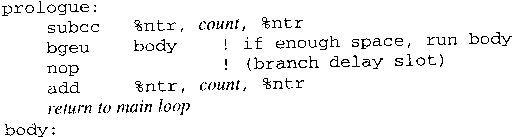 prologue:
subcc %ntr, count, %ntr
bgeu body ! if enough space, run body
nop ! (branch delay slot)
add %ntr, count, %ntr
return to main loop
body: